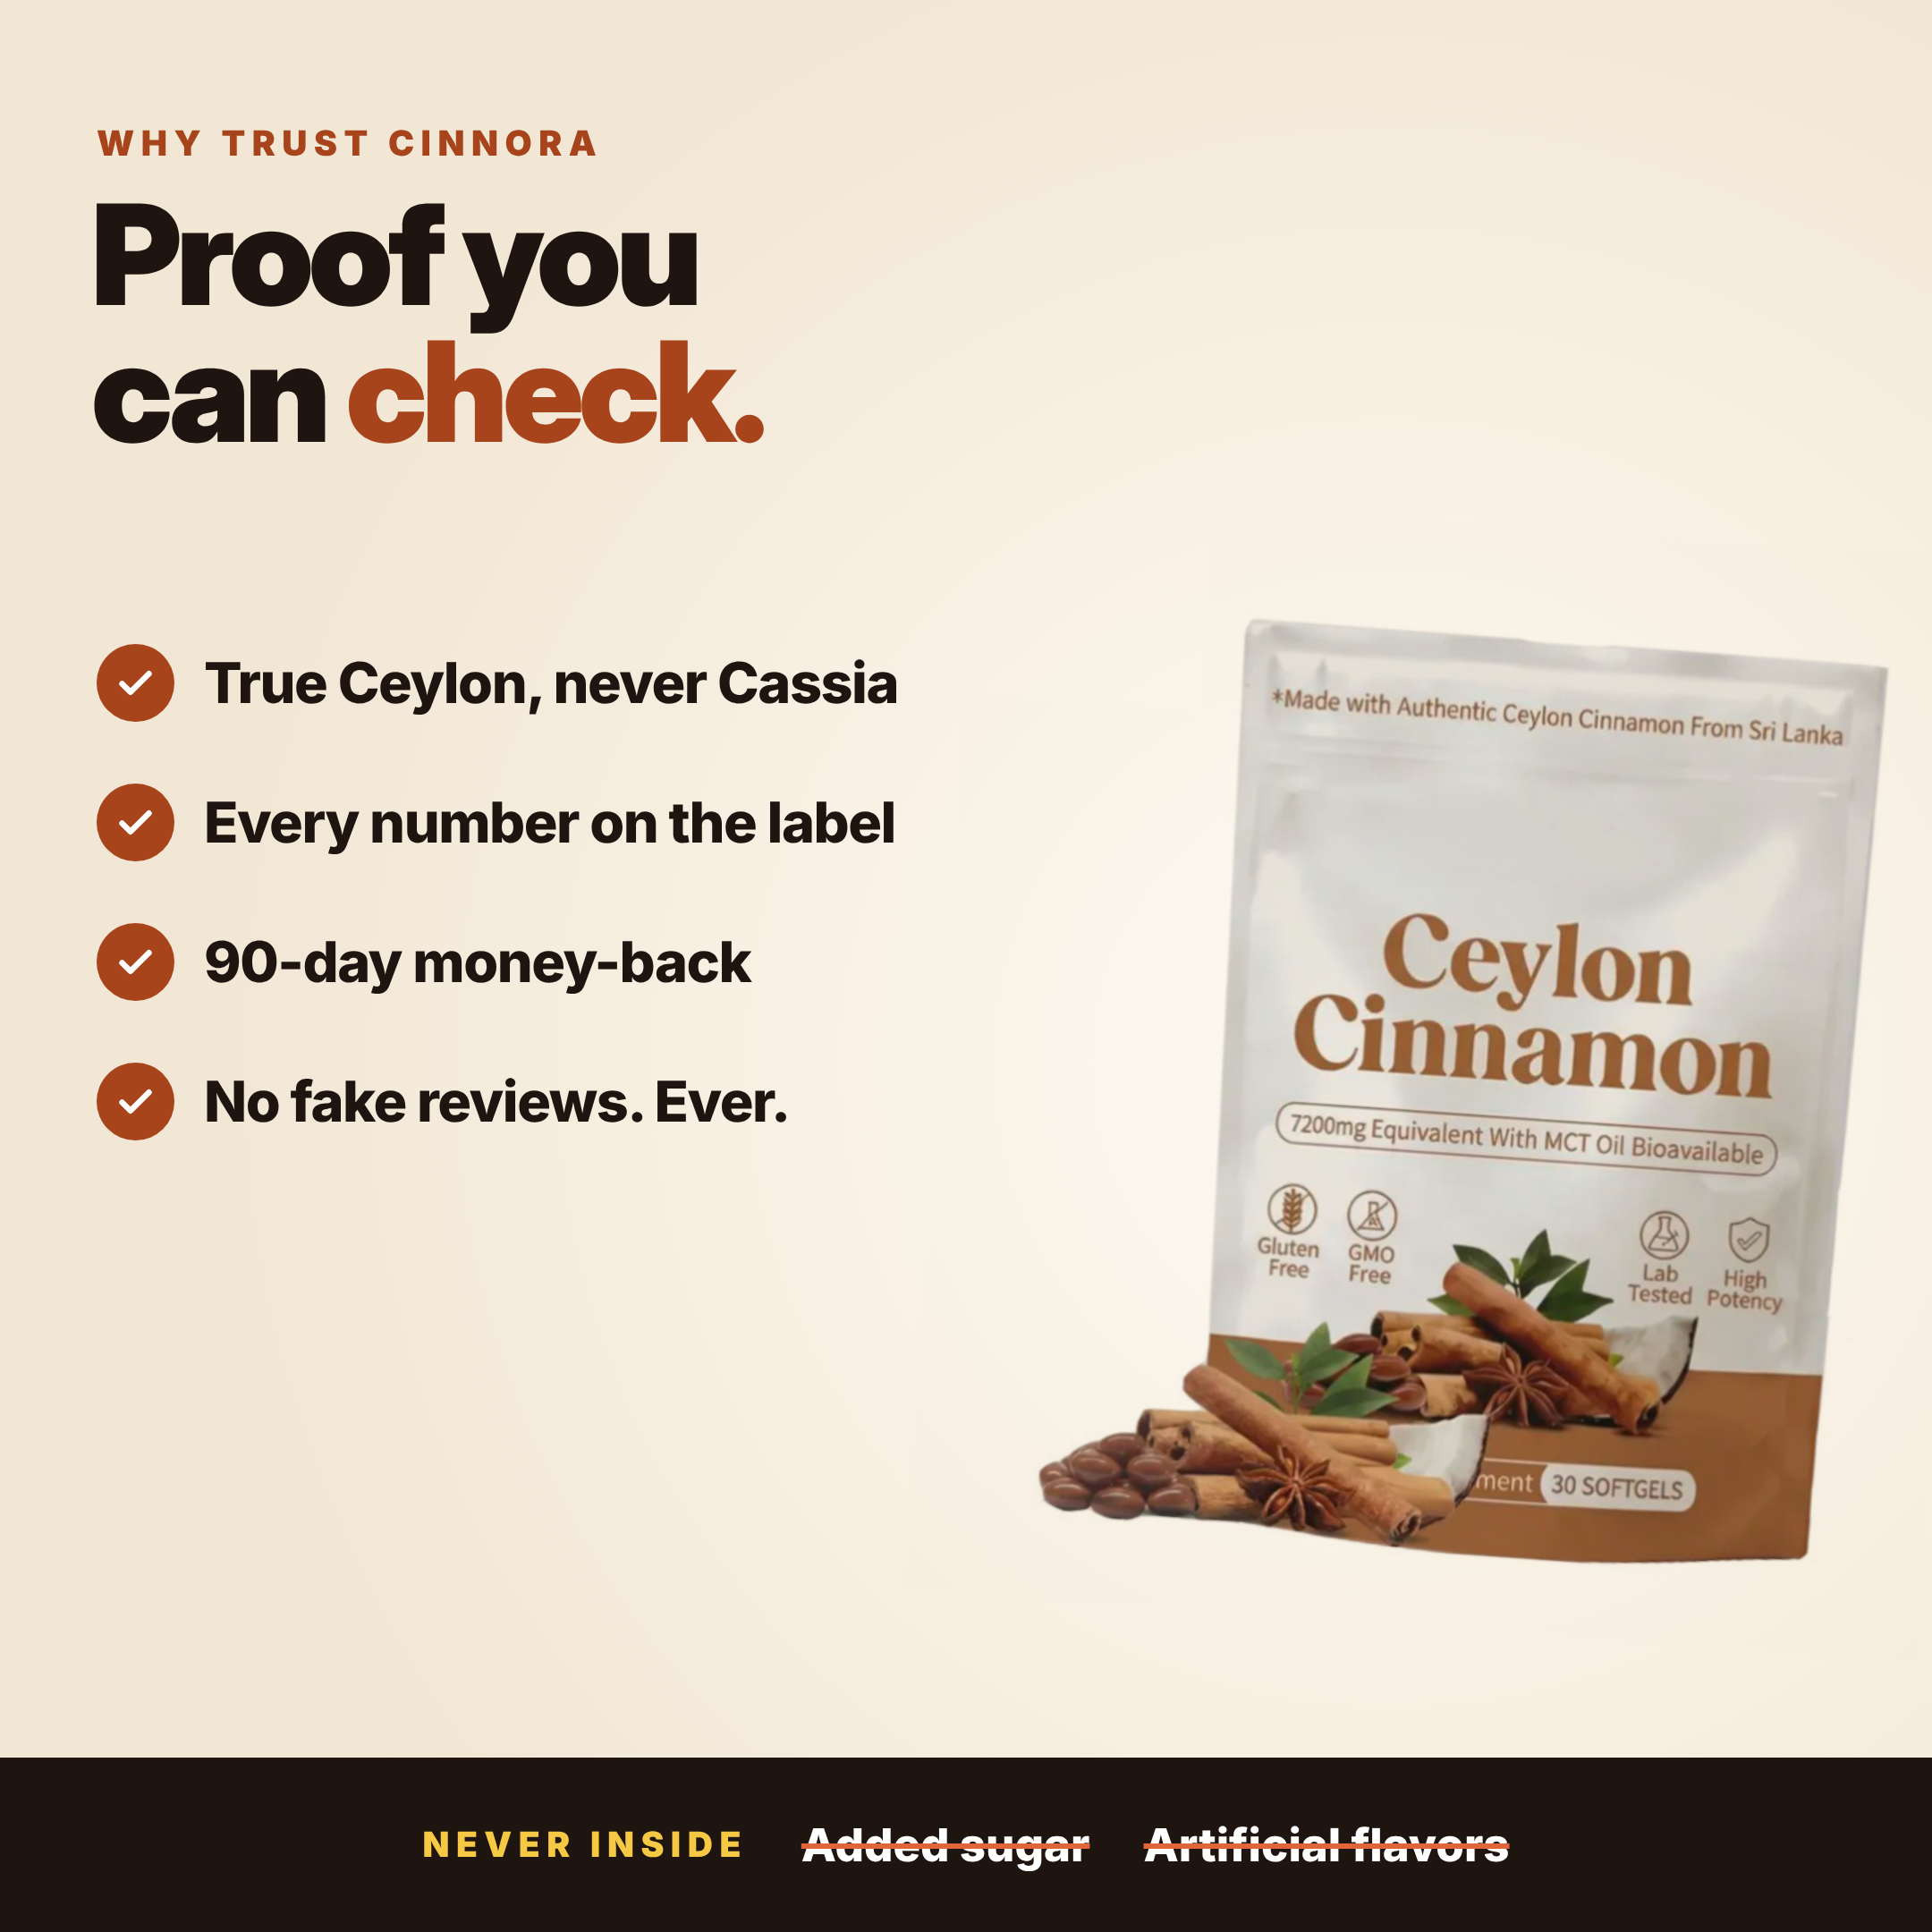 WHY TRUST CINNORA
Proof you
can check.
True Ceylon, never Cassia
Every number on the label
90-day money-back
No fake reviews. Ever.
*Made with Authentic Ceylon Cinnamon From Sri Lanka
Ceylon
Cinnamon
7200mg Equivalent With MCT Oil Bioavailable
Gluten
Free
GMO
Free
Lab
Tested
High
Potency
ment 30 SOFTGELS
NEVER INSIDE Added sugar Artificial flavors